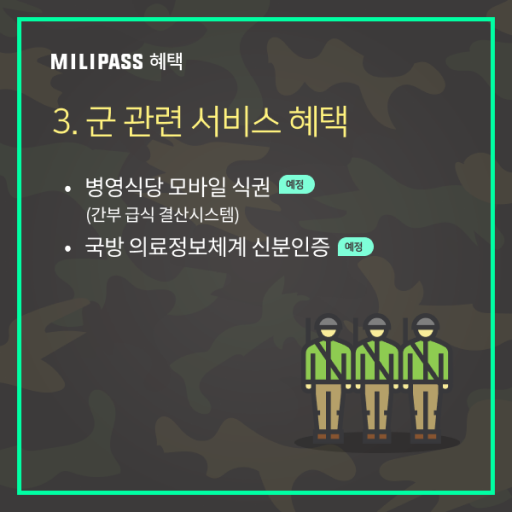 MILIPASS 혜택
3. 군 관련 서비스 혜택
• 병영식당 모바일 식권 예정
(간부 급식 결산시스템)
• 국방 의료정보체계 신분인증 예정